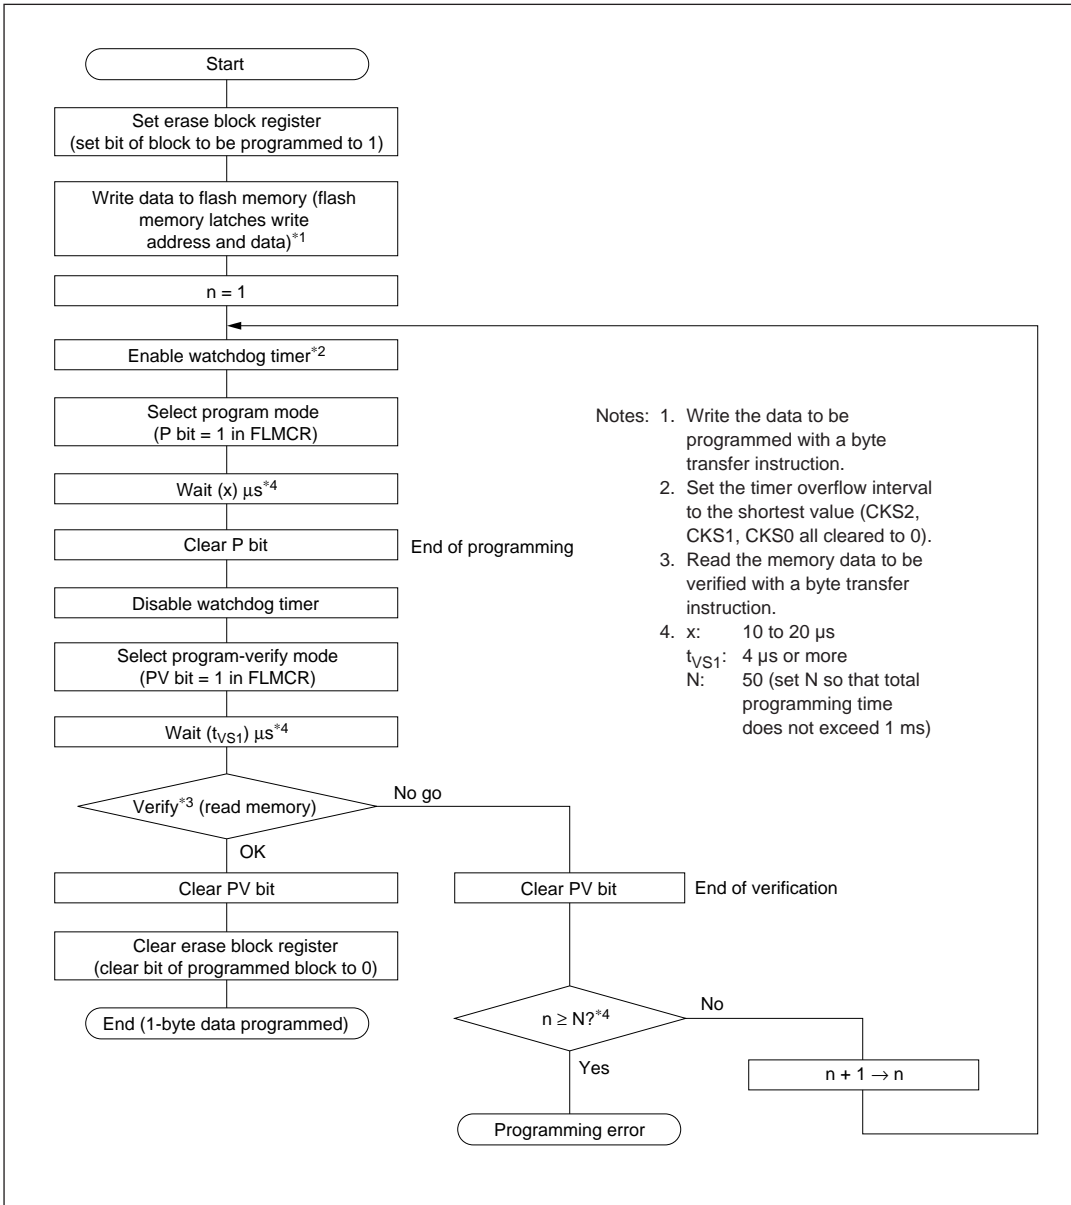 Start
Set erase block register
(set bit of block to be programmed to 1)
Write data to flash memory (flash
memory latches write
address and data)*1
n = 1
Enable watchdog timer*2
Select program mode
(P bit = 1 in FLMCR)
Wait (x) μs*4
Clear P bit
End of programming
Disable watchdog timer
Select program-verify mode
(PV bit = 1 in FLMCR)
Wait (tVS1) μs*4
Verify*3 (read memory)
No go
OK
Clear PV bit
Clear erase block register
(clear bit of programmed block to 0)
End (1-byte data programmed)
Clear PV bit
End of verification
n ≥ N?*4
No
Yes
n + 1 → n
Programming error
Notes: 1. Write the data to be
programmed with a byte
transfer instruction.
2. Set the timer overflow interval
to the shortest value (CKS2,
CKS1, CKS0 all cleared to 0).
3. Read the memory data to be
verified with a byte transfer
instruction.
4. x: 10 to 20 μs
tVS1: 4 μs or more
N: 50 (set N so that total
programming time
does not exceed 1 ms)